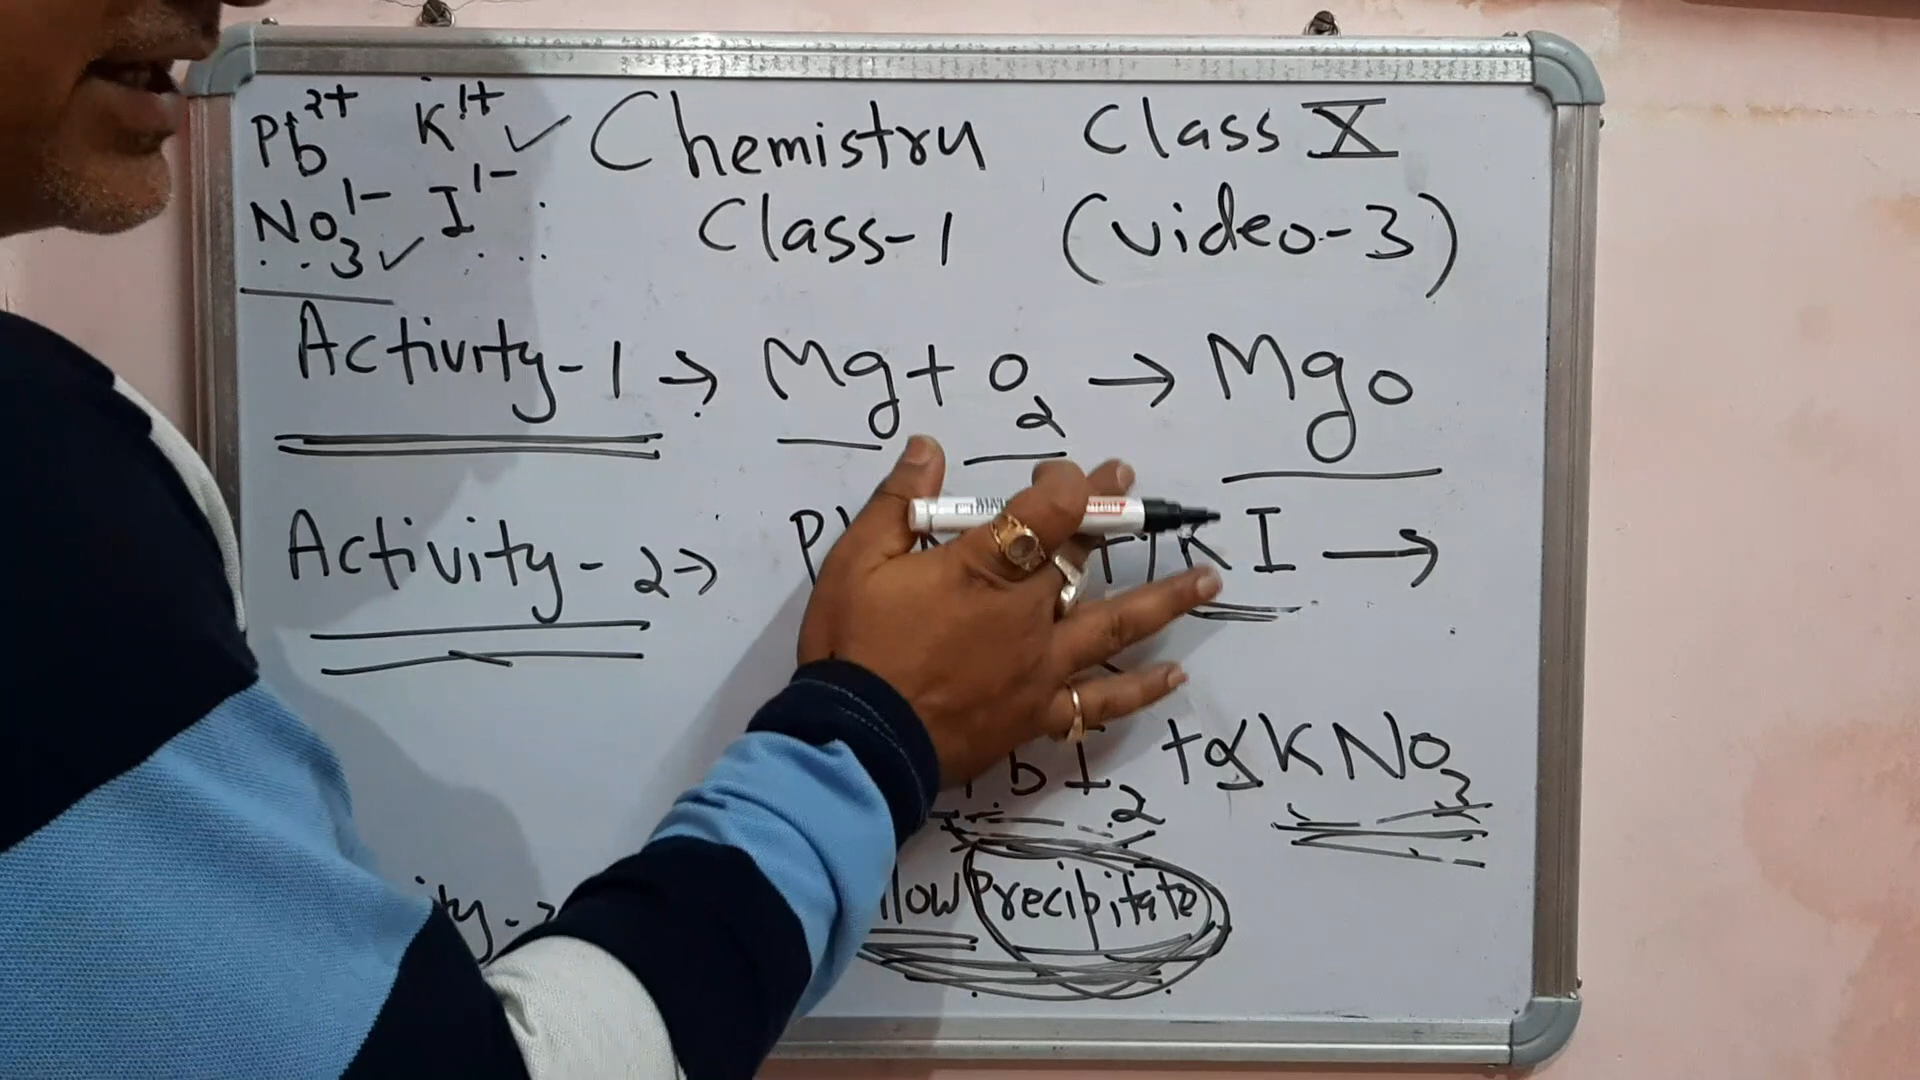 Pb2+ K1+ ✓
NO3 1- ✓ I1-
Chemistry Class X
Class-1 (video-3)
Activity-1 → Mg + O2 → MgO
Activity-2 → KI →
bI2 + 2KNO3
Precipitate